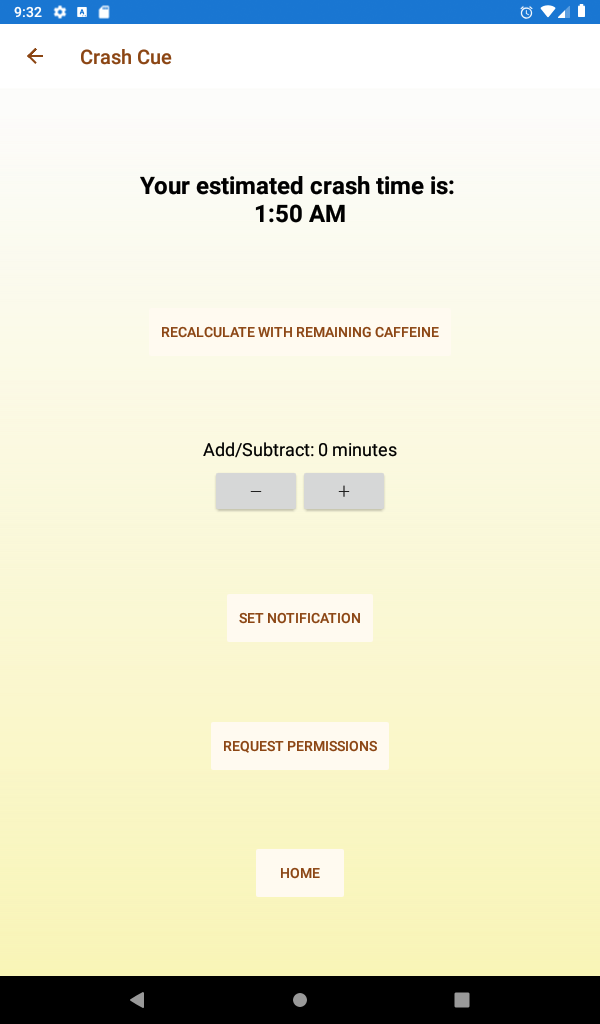 9:32
Crash Cue
Your estimated crash time is:
1:50 AM
RECALCULATE WITH REMAINING CAFFEINE
Add/Subtract: 0 minutes
− +
SET NOTIFICATION
REQUEST PERMISSIONS
HOME